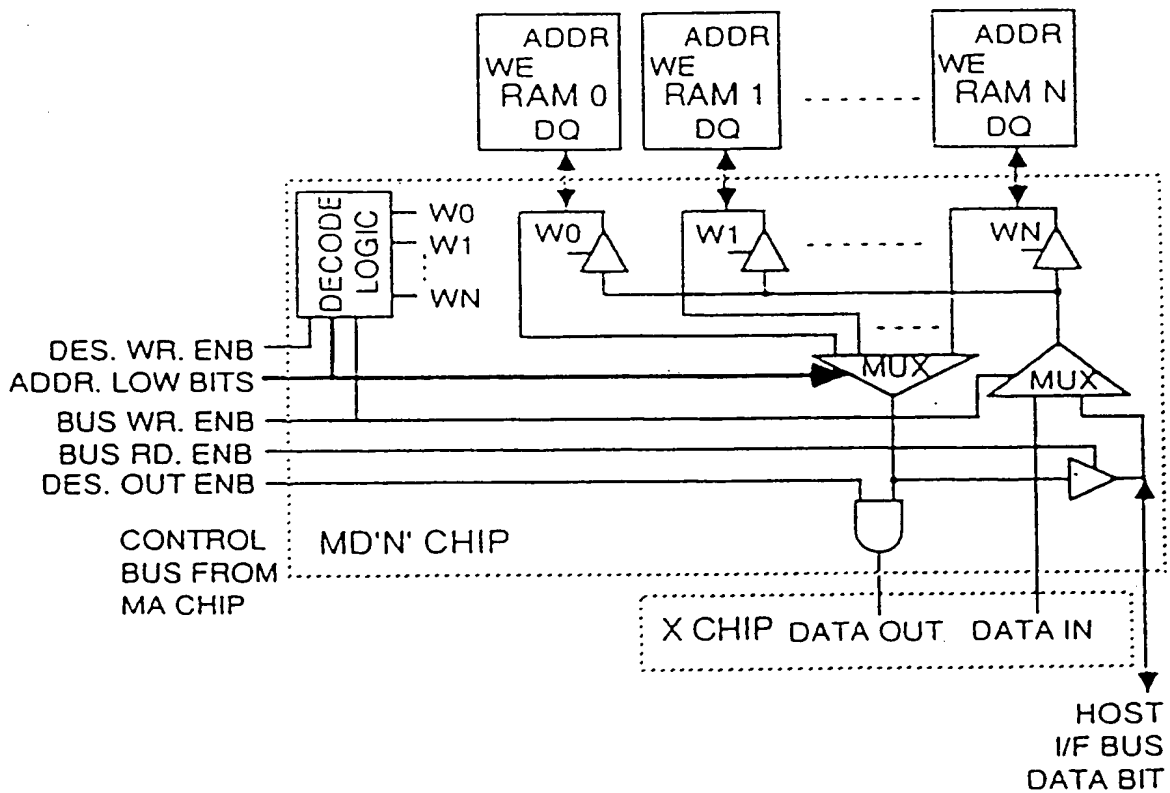 ADDR
WE
RAM 0
DQ
ADDR
WE
RAM 1
DQ
ADDR
WE
RAM N
DQ
DECODE
LOGIC
W0
W1
WN
W0
W1
WN
DES. WR. ENB
ADDR. LOW BITS
BUS WR. ENB
BUS RD. ENB
DES. OUT ENB
MUX
MUX
CONTROL
BUS FROM
MA CHIP
MD'N' CHIP
X CHIP DATA OUT DATA IN
HOST
I/F BUS
DATA BIT